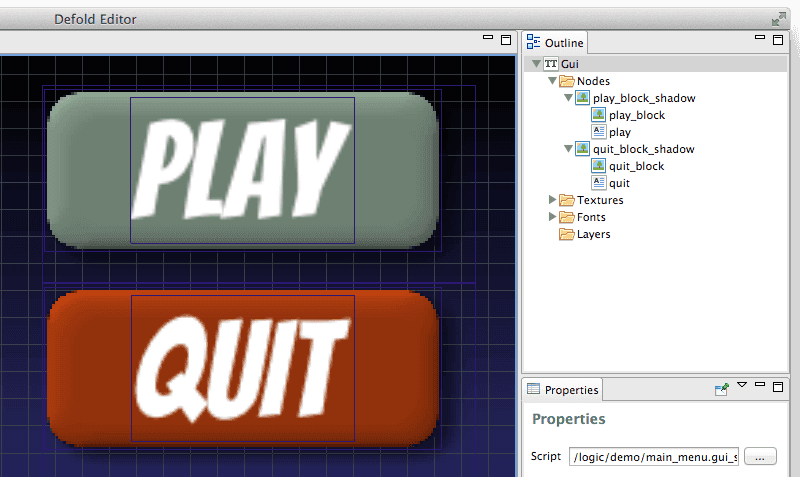 Defold Editor
PLAY
QUIT
Outline
TT Gui
Nodes
play_block_shadow
play_block
A play
quit_block_shadow
quit_block
A quit
Textures
Fonts
Layers
Properties
Properties
Script /logic/demo/main_menu.gui_s ...